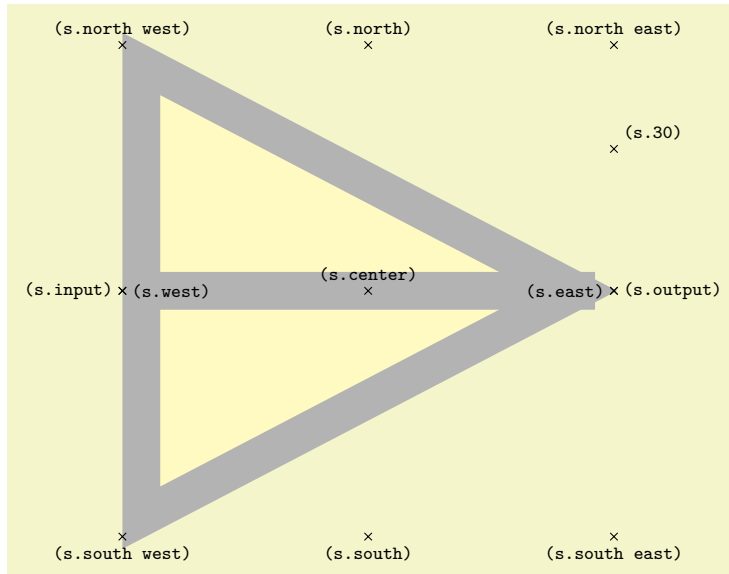 (s.north west)
(s.north)
(s.north east)
(s.30)
(s.center)
(s.input)
(s.west)
(s.east)
(s.output)
(s.south west)
(s.south)
(s.south east)